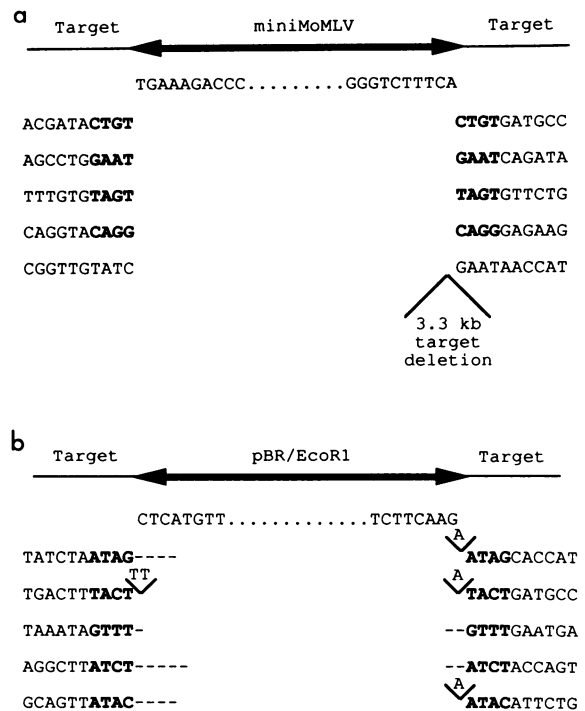 a
Target miniMoMLV Target
TGAAAGACCC.........GGGTCTTTCA
ACGATACTGT CTGTGATGCC
AGCCTGGAAT GAATCAGATA
TTTGTGTAGT TAGTGTTCTG
CAGGTACAGG CAGGGAGAAG
CGGTTGTATC GAATAACCAT
3.3 kb
target
deletion
b
Target pBR/EcoR1 Target
CTCATGTT.............TCTTCAAG
A
TATCTAATAG---- ATAGCACCAT
TT A
TGACTTTACT TACTGATGCC
TAAATAGTTT- --GTTTGAATGA
AGGCTTATCT----- --ATCTACCAGT
A
GCAGTTATAC---- ATACATTCTG